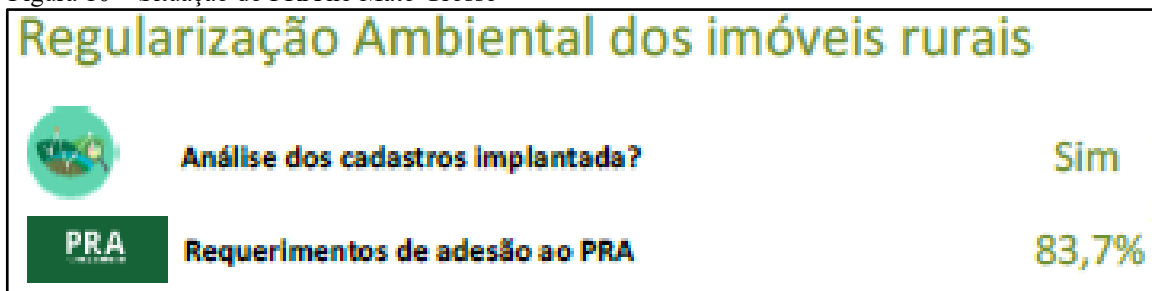 Regularização Ambiental dos imóveis rurais
Análise dos cadastros implantada? Sim
PRA
Requerimentos de adesão ao PRA 83,7%